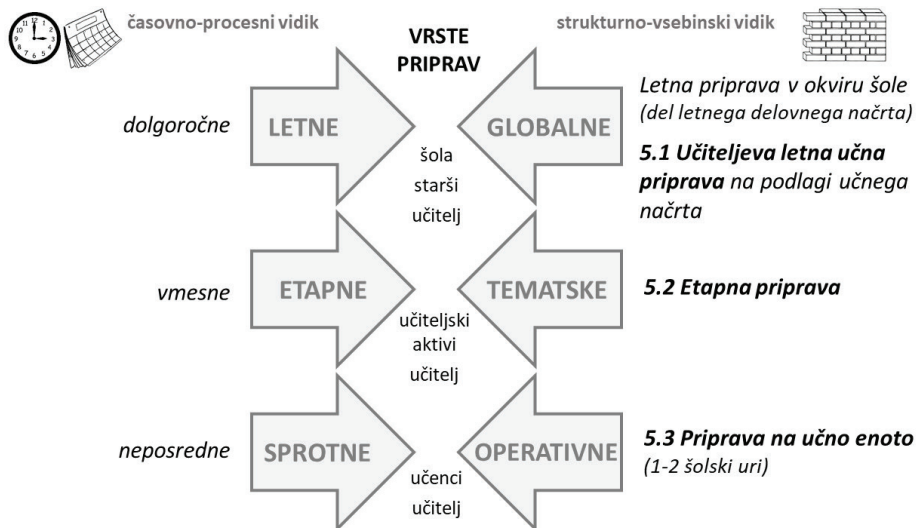 časovno-procesni vidik
strukturno-vsebinski vidik
VRSTE
PRIPRAV
dolgoročne
LETNE
GLOBALNE
Letna priprava v okviru šole
(del letnega delovnega načrta)
šola
starši
učitelj
5.1 Učiteljeva letna učna
priprava na podlagi učnega
načrta
vmesne
ETAPNE
TEMATSKE
5.2 Etapna priprava
učiteljski
aktivi
učitelj
neposredne
SPROTNE
OPERATIVNE
5.3 Priprava na učno enoto
(1-2 šolski uri)
učenci
učitelj